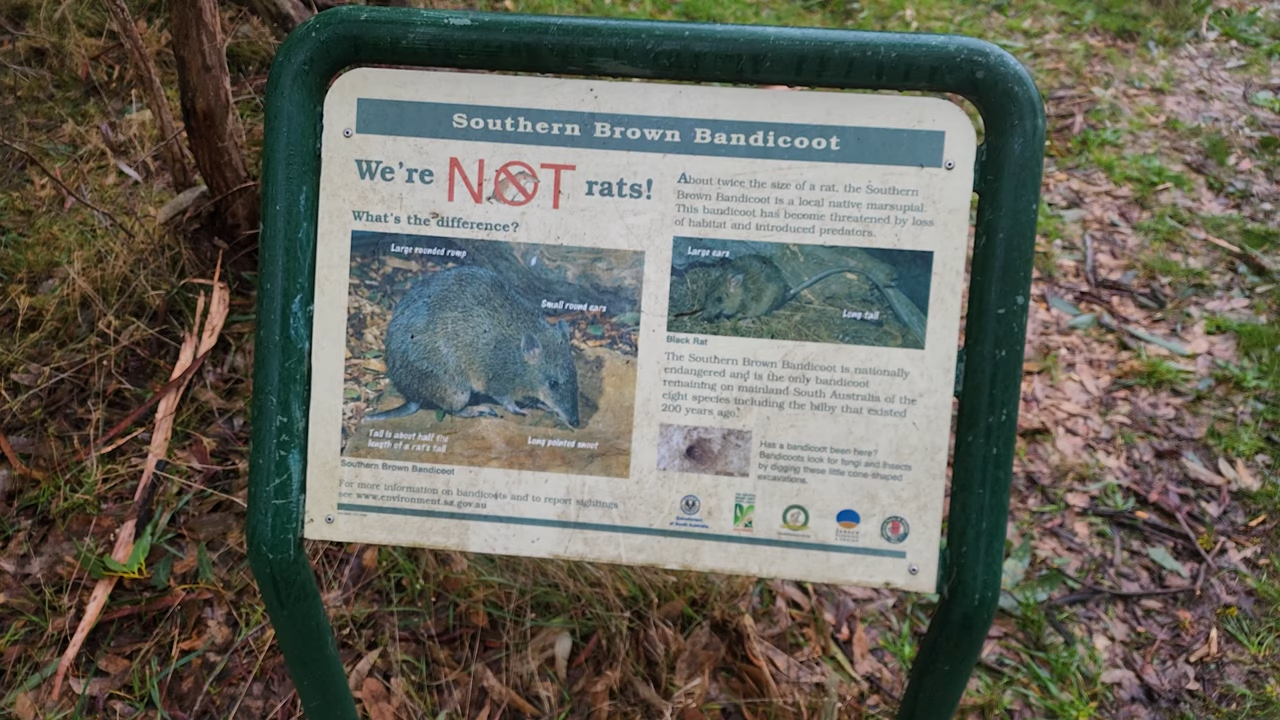 Southern Brown Bandicoot
We're NOT rats!
What's the difference?
Large rounded rump
Small round ears
Tail is about half the
length of a rat's tail
Long pointed snout
Southern Brown Bandicoot
For more information on bandicoots and to report sightings
see www.environment.sa.gov.au
About twice the size of a rat, the Southern
Brown Bandicoot is a local native marsupial.
This bandicoot has become threatened by loss
of habitat and introduced predators.
Large ears
Long tail
Black Rat
The Southern Brown Bandicoot is nationally
endangered and is the only bandicoot
remaining on mainland South Australia of the
eight species including the bilby that existed
200 years ago.
Has a bandicoot been here?
Bandicoots look for fungi and insects
by digging these little cone-shaped
excavations.
Government
of South Australia